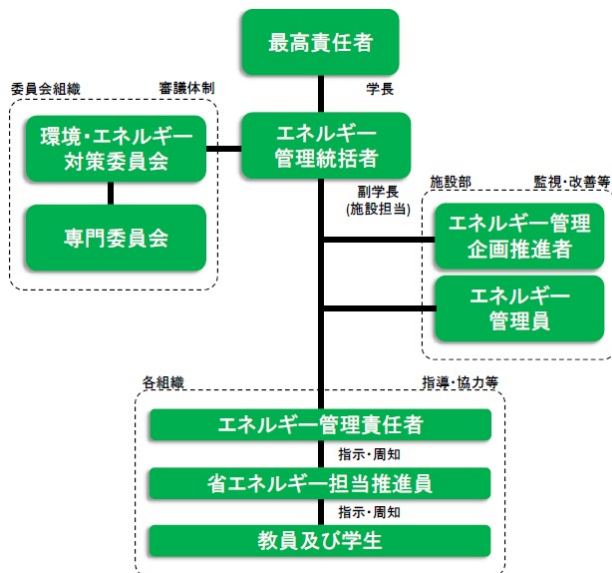 最高責任者
学長
委員会組織
審議体制
環境・エネルギー
対策委員会
専門委員会
エネルギー
管理統括者
副学長
(施設担当)
施設部
監視・改善等
エネルギー管理
企画推進者
エネルギー
管理員
各組織
指導・協力等
エネルギー管理責任者
指示・周知
省エネルギー担当推進員
指示・周知
教員及び学生